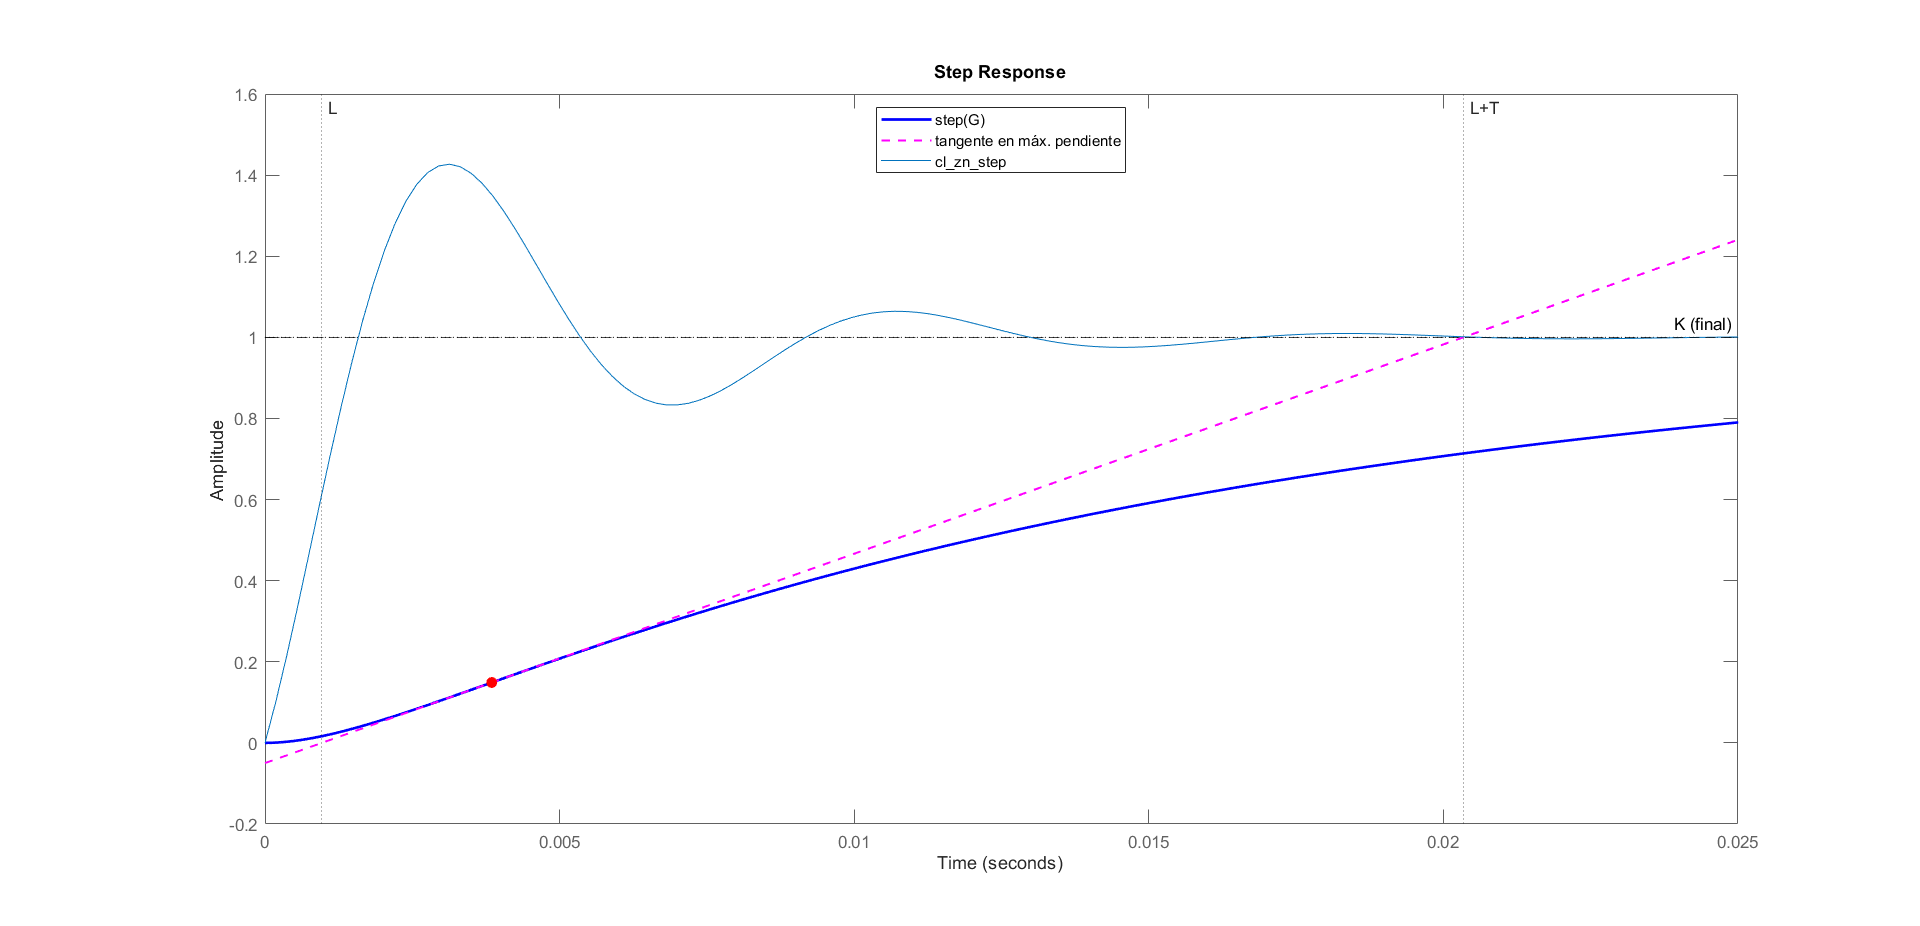 Step Response
L
L+T
step(G)
tangente en máx. pendiente
cl_zn_step
K (final)
Amplitude
1.6
1.4
1.2
1
0.8
0.6
0.4
0.2
0
-0.2
0
0.005
0.01
0.015
0.02
0.025
Time (seconds)